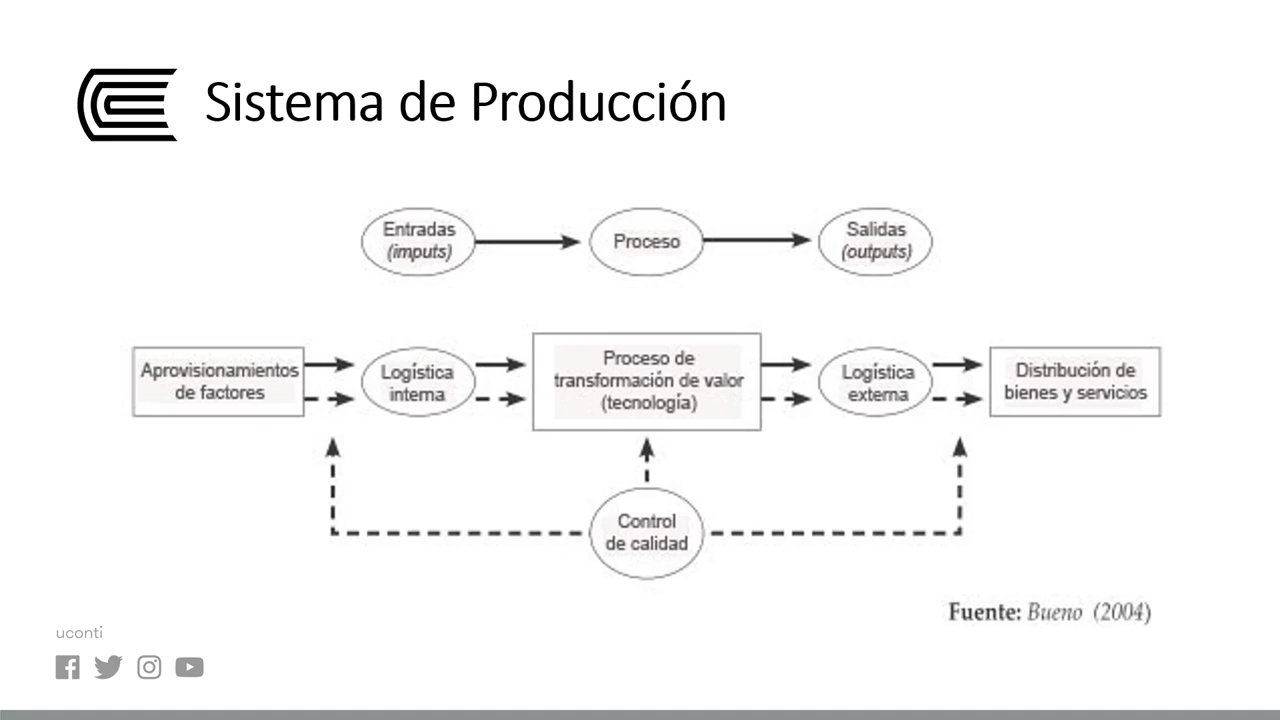 Sistema de Producción
Entradas
(imputs)
Proceso
Salidas
(outputs)
Aprovisionamientos
de factores
Logística
interna
Proceso de
transformación de valor
(tecnología)
Logística
externa
Distribución de
bienes y servicios
Control
de calidad
Fuente: Bueno (2004)
uconti